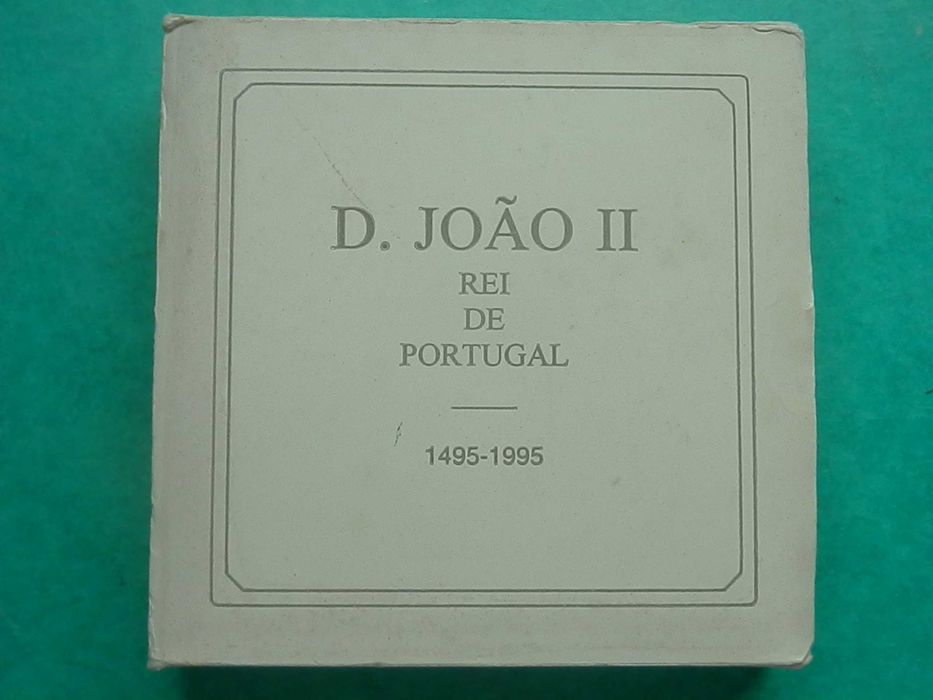 D. JOÃO II
REI
DE
PORTUGAL
1495-1995